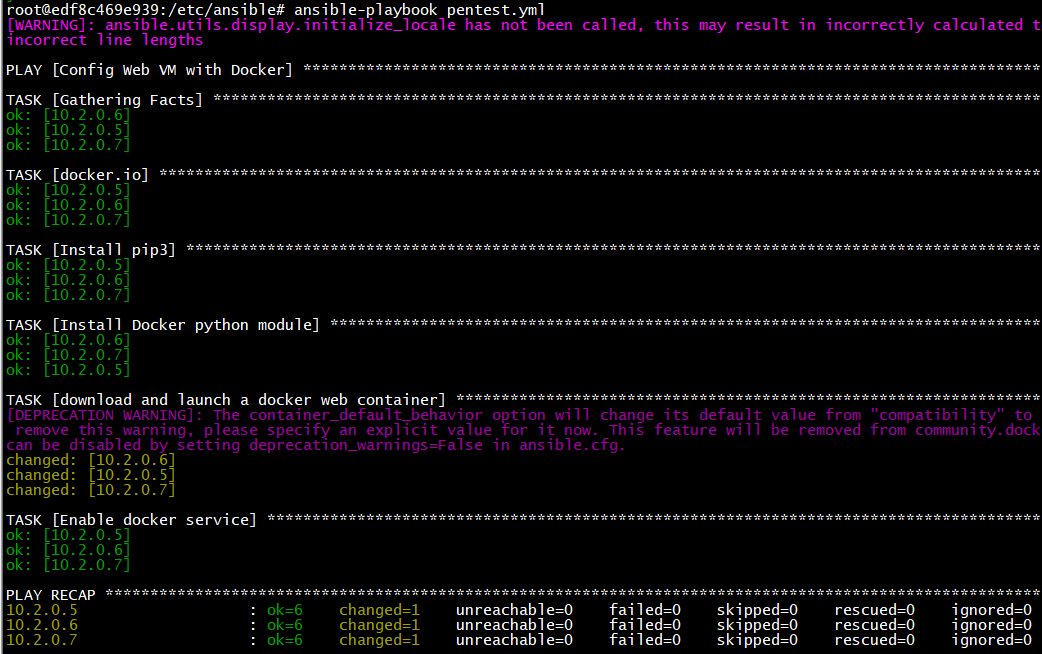 root@edf8c469e939:/etc/ansible# ansible-playbook pentest.yml
[WARNING]: ansible.utils.display.initialize_locale has not been called, this may result in incorrectly calculated t
incorrect line lengths
PLAY [Config Web VM with Docker] **********************************************************************************
TASK [Gathering Facts] ********************************************************************************************
ok: [10.2.0.6]
ok: [10.2.0.5]
ok: [10.2.0.7]
TASK [docker.io] **************************************************************************************************
ok: [10.2.0.5]
ok: [10.2.0.6]
ok: [10.2.0.7]
TASK [Install pip3] ***********************************************************************************************
ok: [10.2.0.5]
ok: [10.2.0.6]
ok: [10.2.0.7]
TASK [Install Docker python module] *******************************************************************************
ok: [10.2.0.6]
ok: [10.2.0.7]
ok: [10.2.0.5]
TASK [download and launch a docker web container] *****************************************************************
[DEPRECATION WARNING]: The container_default_behavior option will change its default value from "compatibility" to
remove this warning, please specify an explicit value for it now. This feature will be removed from community.dock
can be disabled by setting deprecation_warnings=False in ansible.cfg.
changed: [10.2.0.6]
changed: [10.2.0.5]
changed: [10.2.0.7]
TASK [Enable docker service] **************************************************************************************
ok: [10.2.0.5]
ok: [10.2.0.6]
ok: [10.2.0.7]
PLAY RECAP ********************************************************************************************************
10.2.0.5 : ok=6 changed=1 unreachable=0 failed=0 skipped=0 rescued=0 ignored=0
10.2.0.6 : ok=6 changed=1 unreachable=0 failed=0 skipped=0 rescued=0 ignored=0
10.2.0.7 : ok=6 changed=1 unreachable=0 failed=0 skipped=0 rescued=0 ignored=0